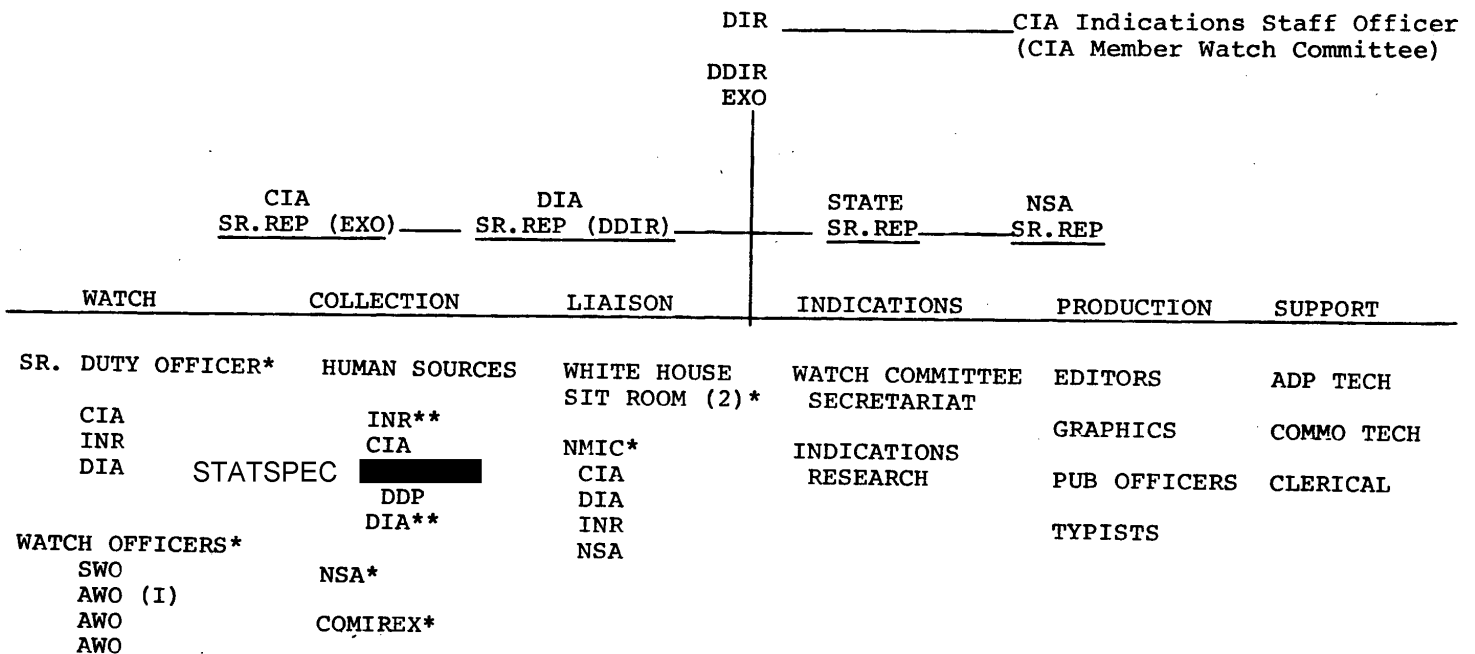 DIR CIA Indications Staff Officer
(CIA Member Watch Committee)
DDIR
EXO
CIA DIA STATE NSA
SR.REP (EXO) SR.REP (DDIR) SR.REP SR.REP
WATCH COLLECTION LIAISON INDICATIONS PRODUCTION SUPPORT
SR. DUTY OFFICER*
CIA
INR
DIA
WATCH OFFICERS*
SWO
AWO (I)
AWO
AWO
HUMAN SOURCES
INR**
CIA
STATSPEC
DDP
DIA**
NSA*
COMIREX*
WHITE HOUSE
SIT ROOM (2)*
NMIC*
CIA
DIA
INR
NSA
WATCH COMMITTEE
SECRETARIAT
INDICATIONS
RESEARCH
EDITORS
GRAPHICS
PUB OFFICERS
TYPISTS
ADP TECH
COMMO TECH
CLERICAL